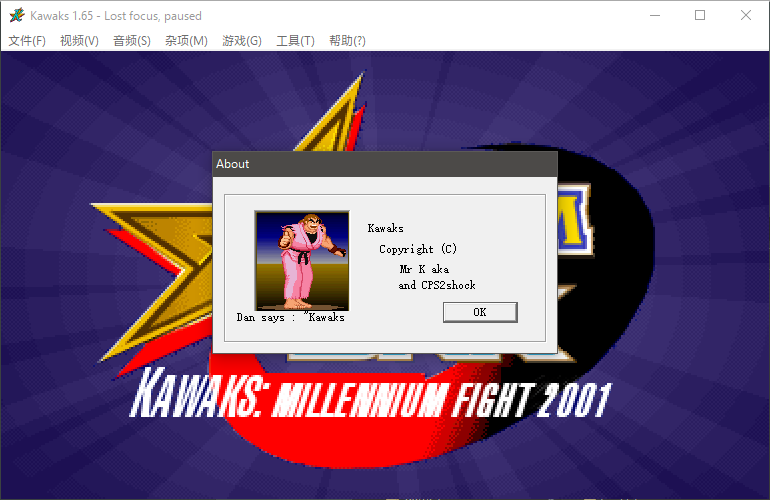 Kawaks 1.65 - Lost focus, paused
文件(F) 视频(V) 音频(S) 杂项(M) 游戏(G) 工具(T) 帮助(?)
About
Kawaks
Copyright (C)
Mr K aka
and CPS2shock
OK
Dan says : "Kawaks
KAWAKS: MILLENNIUM FIGHT 2001